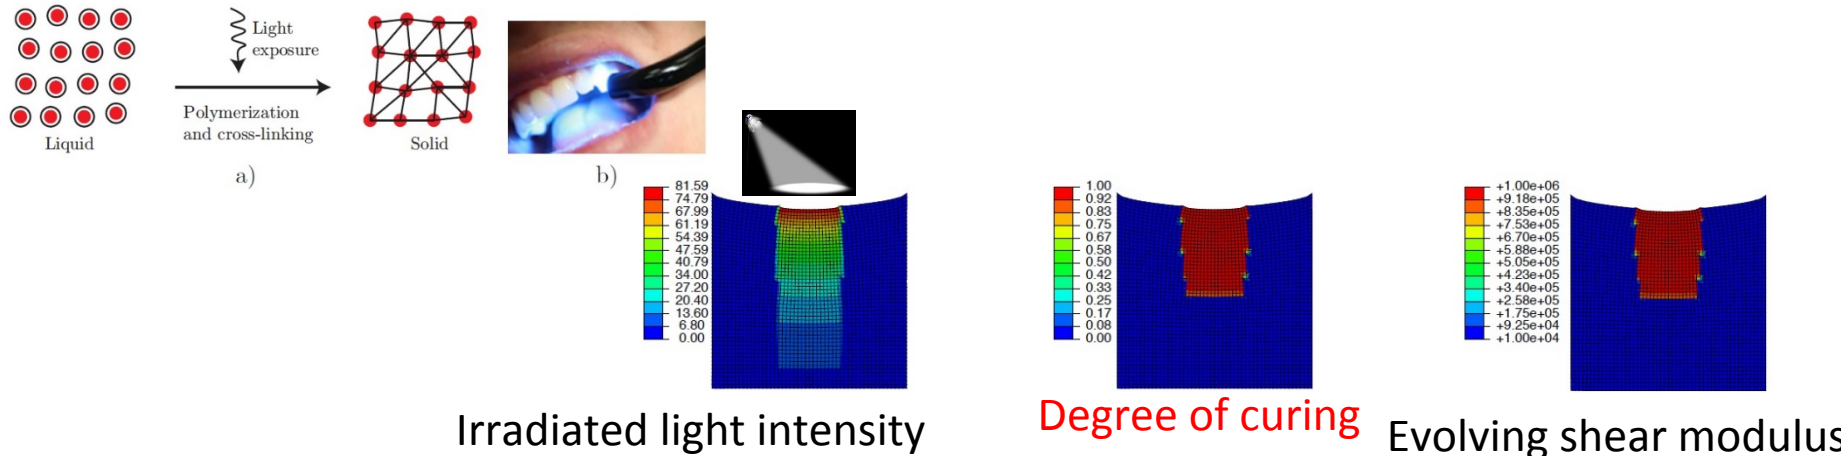 Light
exposure
Polymerization
and cross-linking
Liquid
Solid
a)
b)
81.59
74.79
67.99
61.19
54.39
47.59
40.79
34.00
27.20
20.40
13.60
6.80
0.00
1.00
0.92
0.83
0.75
0.67
0.58
0.50
0.42
0.33
0.25
0.17
0.08
0.00
+1.00e+06
+9.18e+05
+8.35e+05
+7.53e+05
+6.70e+05
+5.88e+05
+5.05e+05
+4.23e+05
+3.40e+05
+2.58e+05
+1.75e+05
+9.25e+04
+1.00e+04
Irradiated light intensity
Degree of curing
Evolving shear modulus